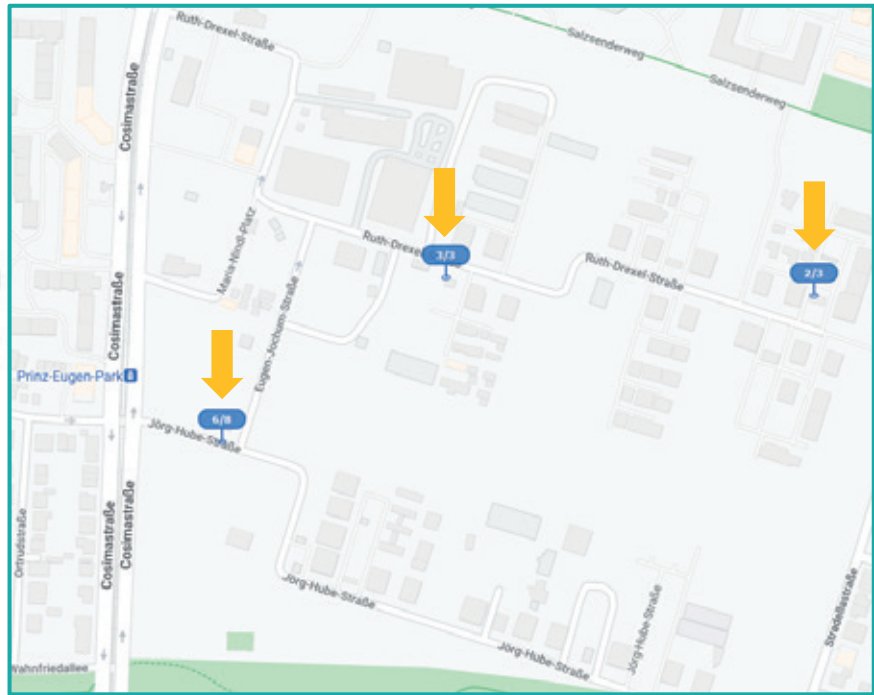 Ruth-Drexel-Straße
Salzsenderweg
Salzsenderweg
Cosimastraße
Maria-Nindl-Platz
Ruth-Drexe
3/3
Ruth-Drexel-Straße
2/3
Eugen-Jochum-Straße
Cosimastraße
Prinz-Eugen-Park
6/8
Jörg-Hube-Straße
Ortrudstraße
Cosimastraße
Cosimastraße
Jörg-Hube-Straße
Jörg-Hube-Straße
Jörg-Hube-Straße
Stradellastraße
Wahnfriedallee